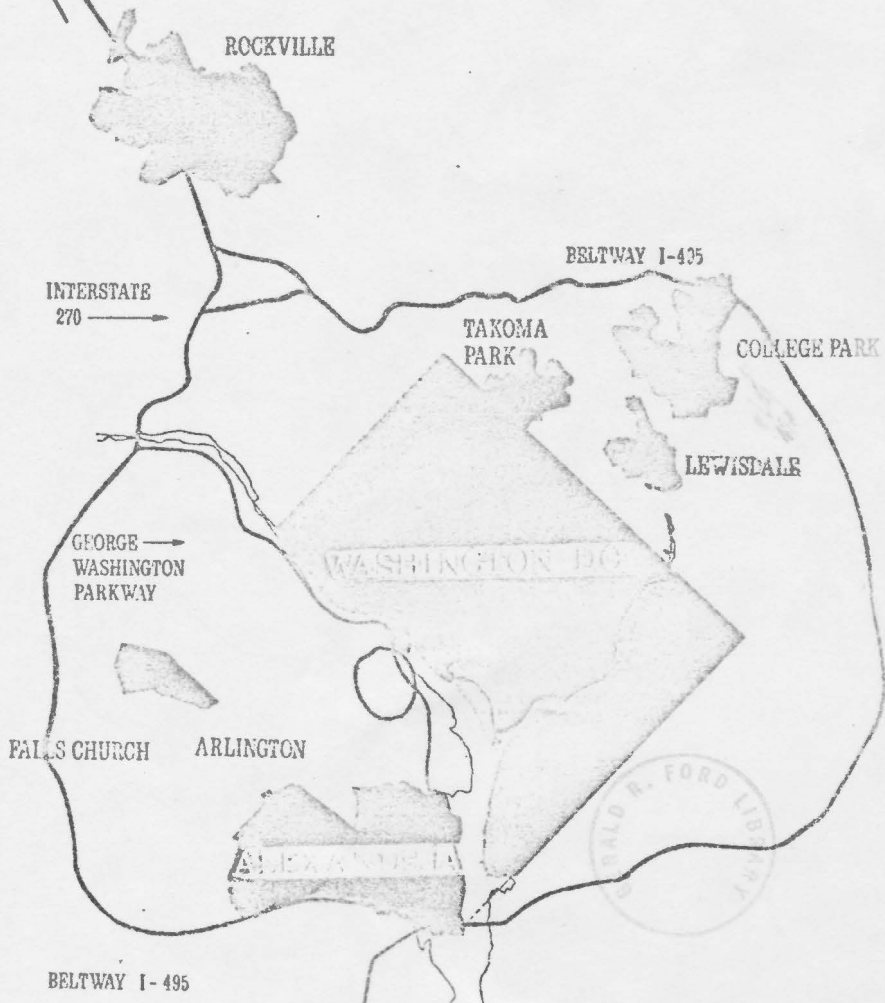 ROCKVILLE
BELTWAY I-495
INTERSTATE
270
TAKOMA
PARK
COLLEGE PARK
LEWISDALE
GEORGE
WASHINGTON
PARKWAY
WASHINGTON DC
FALLS CHURCH
ARLINGTON
GERALD R. FORD LIBRARY
ALEXANDRIA
BELTWAY I-495